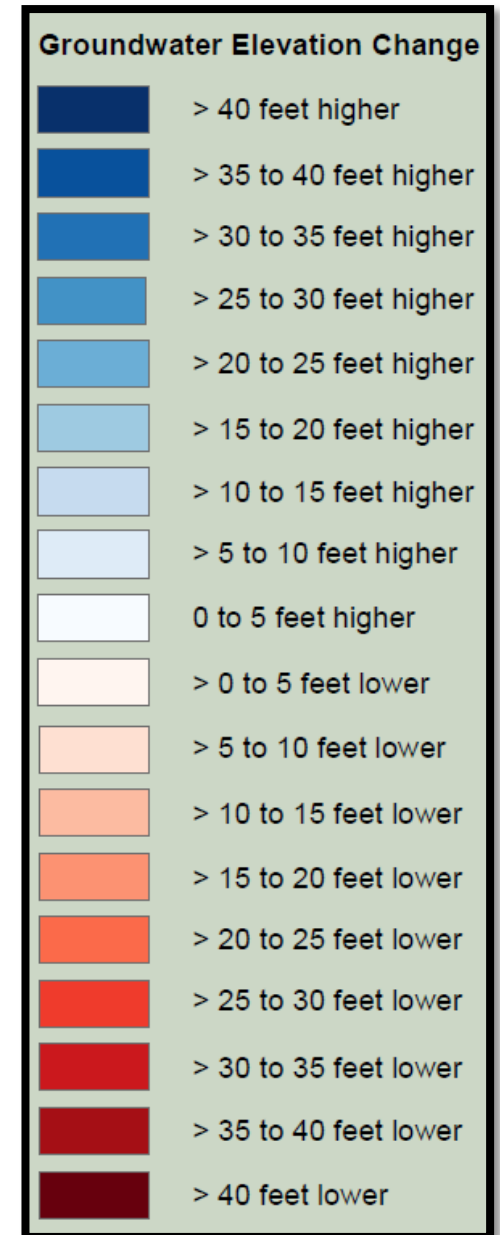 Groundwater Elevation Change
> 40 feet higher
> 35 to 40 feet higher
> 30 to 35 feet higher
> 25 to 30 feet higher
> 20 to 25 feet higher
> 15 to 20 feet higher
> 10 to 15 feet higher
> 5 to 10 feet higher
0 to 5 feet higher
> 0 to 5 feet lower
> 5 to 10 feet lower
> 10 to 15 feet lower
> 15 to 20 feet lower
> 20 to 25 feet lower
> 25 to 30 feet lower
> 30 to 35 feet lower
> 35 to 40 feet lower
> 40 feet lower